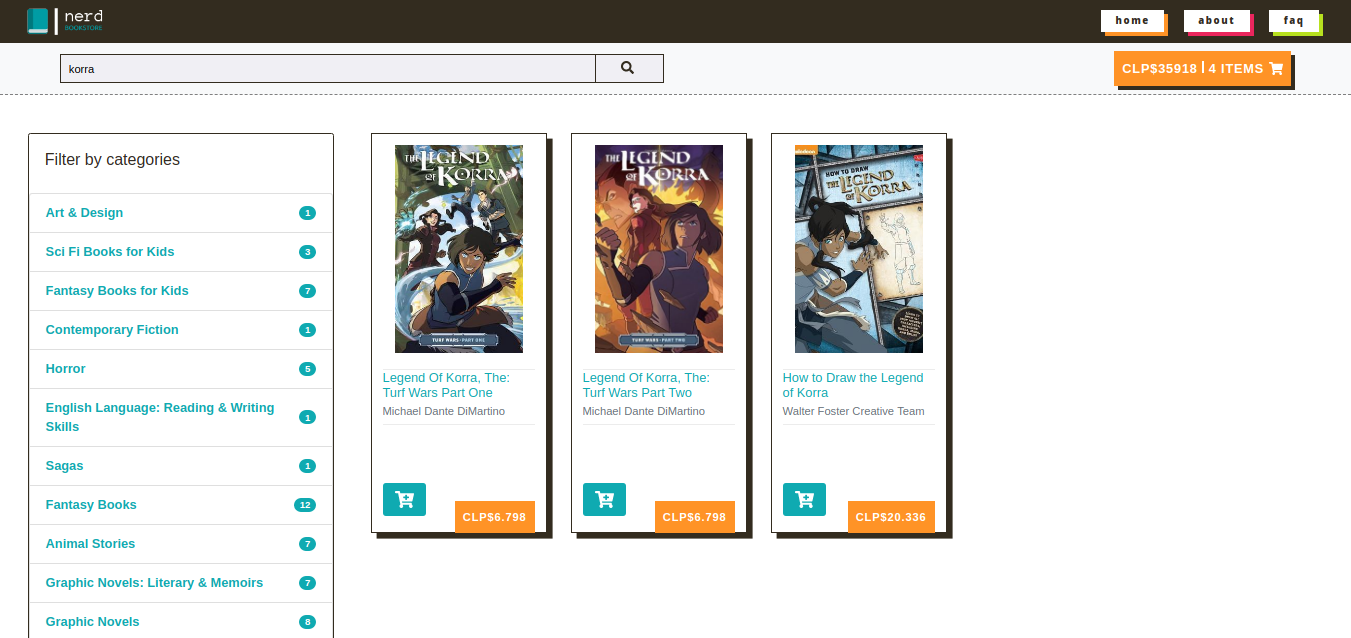 nerd
BOOKSTORE
home
about
faq
korra
CLP$35918 | 4 ITEMS
Filter by categories
Art & Design 1
Sci Fi Books for Kids 3
Fantasy Books for Kids 7
Contemporary Fiction 1
Horror 5
English Language: Reading & Writing
Skills 1
Sagas 1
Fantasy Books 12
Animal Stories 7
Graphic Novels: Literary & Memoirs 7
Graphic Novels 8
THE LEGEND
OF KORRA
TURF WARS · PART ONE
Legend Of Korra, The:
Turf Wars Part One
Michael Dante DiMartino
CLP$6.798
THE LEGEND
OF KORRA
TURF WARS · PART TWO
Legend Of Korra, The:
Turf Wars Part Two
Michael Dante DiMartino
CLP$6.798
nickelodeon
HOW TO DRAW
THE LEGEND
OF KORRA
How to Draw the Legend
of Korra
Walter Foster Creative Team
CLP$20.336